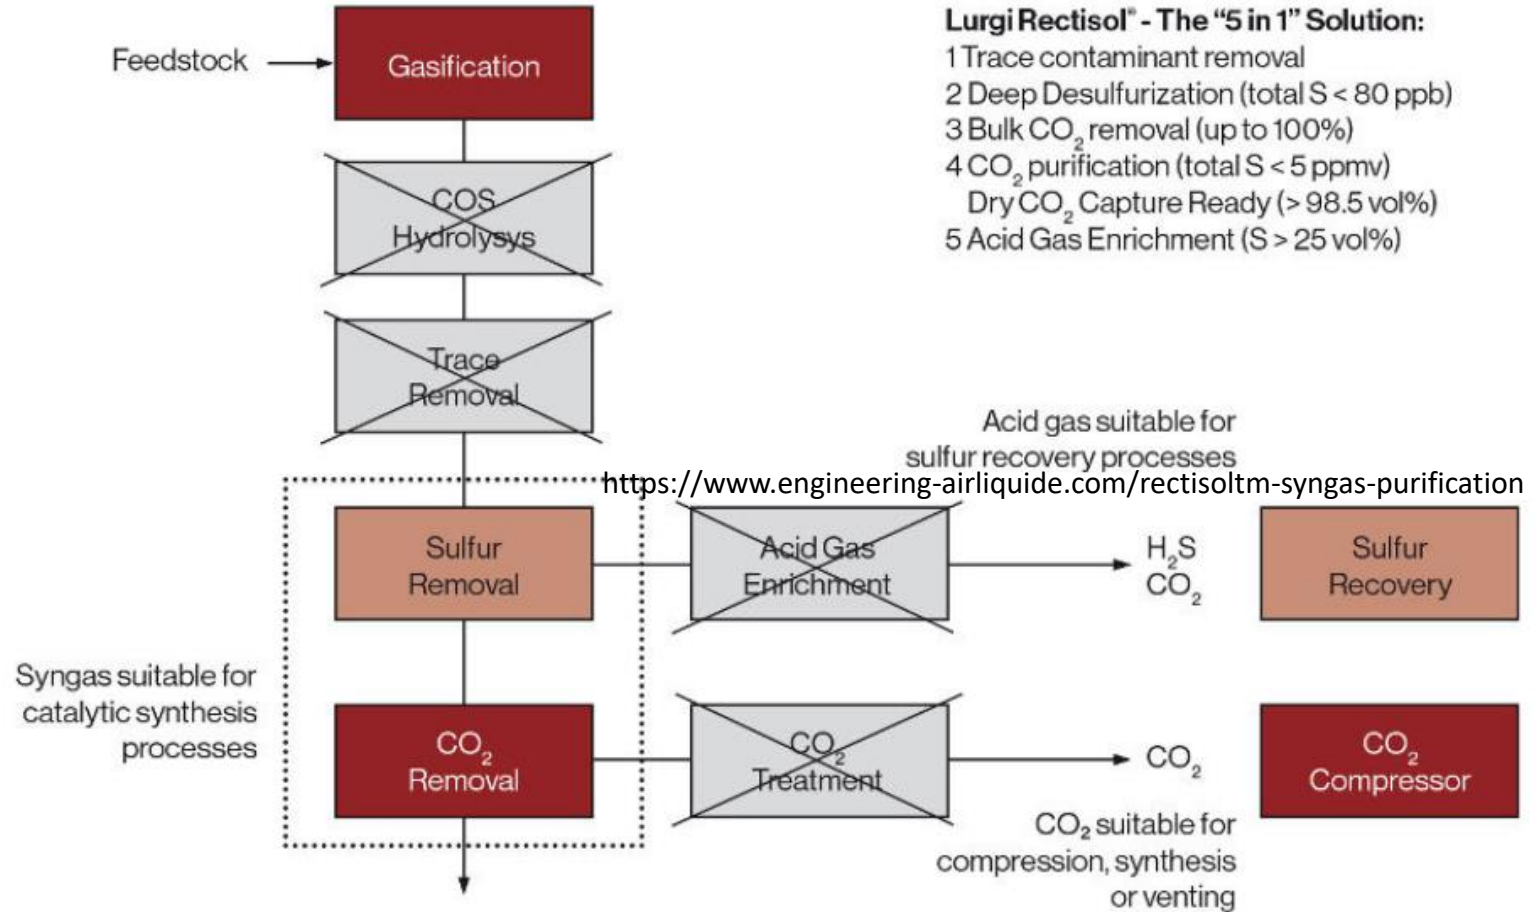 Lurgi Rectisol® - The “5 in 1” Solution:
1 Trace contaminant removal
2 Deep Desulfurization (total S < 80 ppb)
3 Bulk CO₂ removal (up to 100%)
4 CO₂ purification (total S < 5 ppmv)
Dry CO₂ Capture Ready (> 98.5 vol%)
5 Acid Gas Enrichment (S > 25 vol%)
Feedstock
Gasification
COS
Hydrolysys
Trace
Removal
Acid gas suitable for
sulfur recovery processes
https://www.engineering-airliquide.com/rectisoltm-syngas-purification
Sulfur
Removal
Acid Gas
Enrichment
H₂S
CO₂
Sulfur
Recovery
Syngas suitable for
catalytic synthesis
processes
CO₂
Removal
CO₂
Treatment
CO₂
CO₂
Compressor
CO₂ suitable for
compression, synthesis
or venting